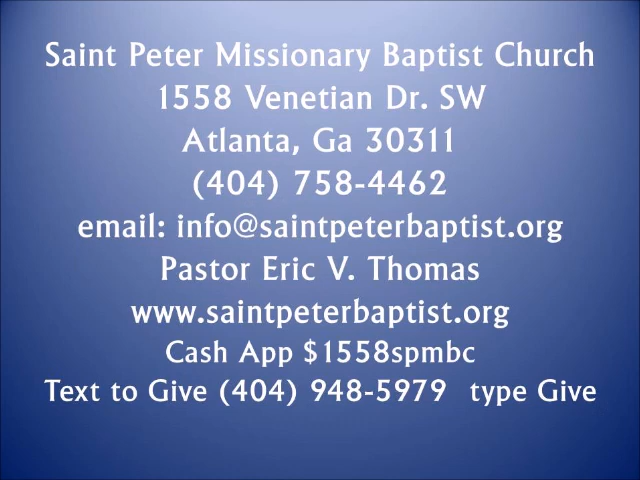 Saint Peter Missionary Baptist Church
1558 Venetian Dr. SW
Atlanta, Ga 30311
(404) 758-4462
email: info@saintpeterbaptist.org
Pastor Eric V. Thomas
www.saintpeterbaptist.org
Cash App $1558spmbc
Text to Give (404) 948-5979 type Give